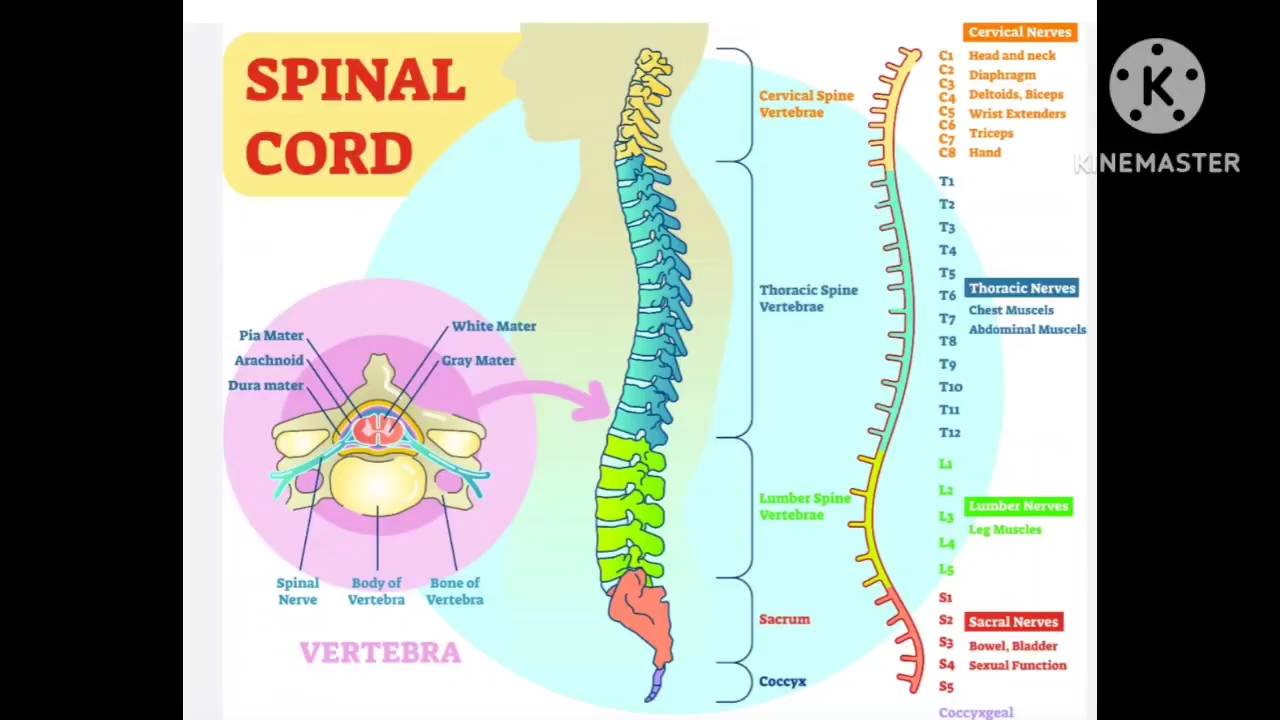 SPINAL
CORD
Pia Mater
Arachnoid
Dura mater
White Mater
Gray Mater
Spinal
Nerve
Body of
Vertebra
Bone of
Vertebra
VERTEBRA
Cervical Spine
Vertebrae
Thoracic Spine
Vertebrae
Lumber Spine
Vertebrae
Sacrum
Coccyx
Cervical Nerves
C1
C2
C3
C4
C5
C6
C7
C8
Head and neck
Diaphragm
Deltoids, Biceps
Wrist Extenders
Triceps
Hand
T1
T2
T3
T4
T5
T6
T7
T8
T9
T10
T11
T12
Thoracic Nerves
Chest Muscels
Abdominal Muscels
L1
L2
L3
L4
L5
Lumber Nerves
Leg Muscles
S1
S2
S3
S4
S5
Sacral Nerves
Bowel, Bladder
Sexual Function
Coccyxgeal
K
KINEMASTER